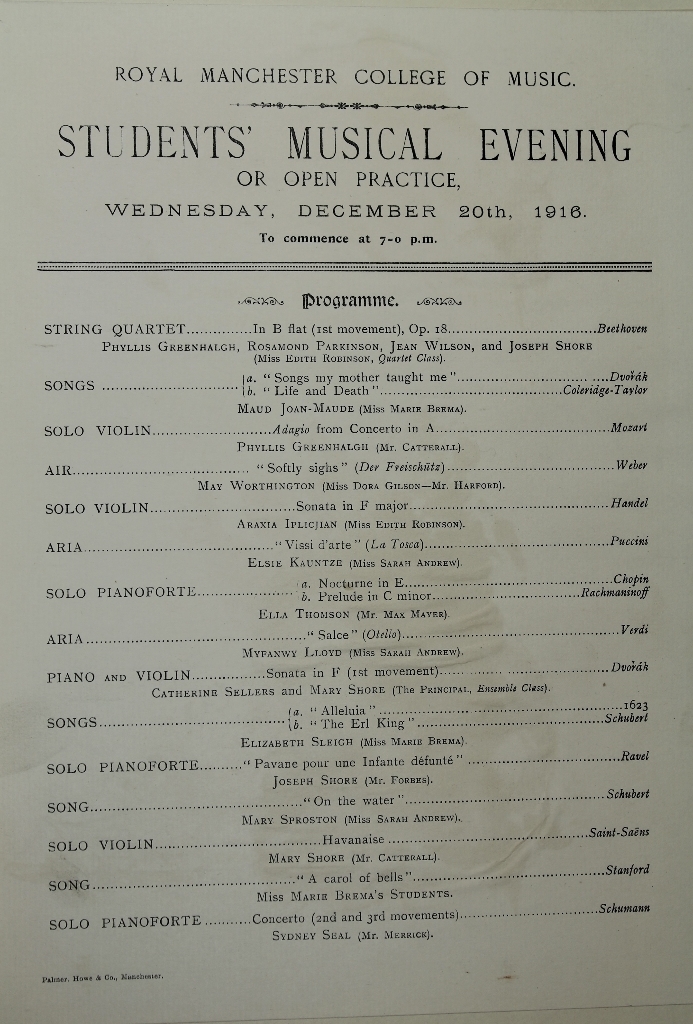 ROYAL MANCHESTER COLLEGE OF MUSIC.
STUDENTS' MUSICAL EVENING
OR OPEN PRACTICE,
WEDNESDAY, DECEMBER 20th, 1916.
To commence at 7-0 p.m.
Programme.
STRING QUARTET..............In B flat (1st movement), Op. 18..................................Beethoven
PHYLLIS GREENHALGH, ROSAMOND PARKINSON, JEAN WILSON, and JOSEPH SHORE
(Miss EDITH ROBINSON, Quartet Class).
SONGS ..............................a. "Songs my mother taught me"..................................Dvořák
b. "Life and Death"..........................................Coleridge-Taylor
MAUD JOAN-MAUDE (Miss MARIE BREMA).
SOLO VIOLIN...........................Adagio from Concerto in A.......................................Mozart
PHYLLIS GREENHALGH (Mr. CATTERALL).
AIR........................................ "Softly sighs" (Der Freischütz)......................................Weber
MAY WORTHINGTON (Miss DORA GILSON—Mr. HARFORD).
SOLO VIOLIN.................................Sonata in F major.............................................Handel
ARAXIA IPLICJIAN (Miss EDITH ROBINSON).
ARIA..........................................."Vissi d'arte" (La Tosca)..........................................Puccini
ELSIE KAUNTZE (Miss SARAH ANDREW).
SOLO PIANOFORTE........................a. Nocturne in E................................................Chopin
b. Prelude in C minor..................................Rachmaninoff
ELLA THOMSON (Mr. MAX MAYER).
ARIA.................................................."Salce" (Otello)..................................................Verdi
MYFANWY LLOYD (Miss SARAH ANDREW).
PIANO AND VIOLIN.................Sonata in F (1st movement)........................................Dvořák
CATHERINE SELLERS and MARY SHORE (The PRINCIPAL, Ensemble Class).
SONGS...........................................a. "Alleluia"........................................................1623
b. "The Erl King"...........................................Schubert
ELIZABETH SLEIGH (Miss MARIE BREMA).
SOLO PIANOFORTE.........."Pavane pour une Infante défunté" ...................................Ravel
JOSEPH SHORE (Mr. FORBES).
SONG................................................."On the water"..............................................Schubert
MARY SPROSTON (Miss SARAH ANDREW).
SOLO VIOLIN.......................................Havanaise ..............................................Saint-Saëns
MARY SHORE (Mr. CATTERALL).
SONG................................................"A carol of bells"............................................Stanford
Miss MARIE BREMA'S STUDENTS.
SOLO PIANOFORTE ...........Concerto (2nd and 3rd movements)................................Schumann
SYDNEY SEAL (Mr. MERRICK).
Palmer, Howe & Co., Manchester.